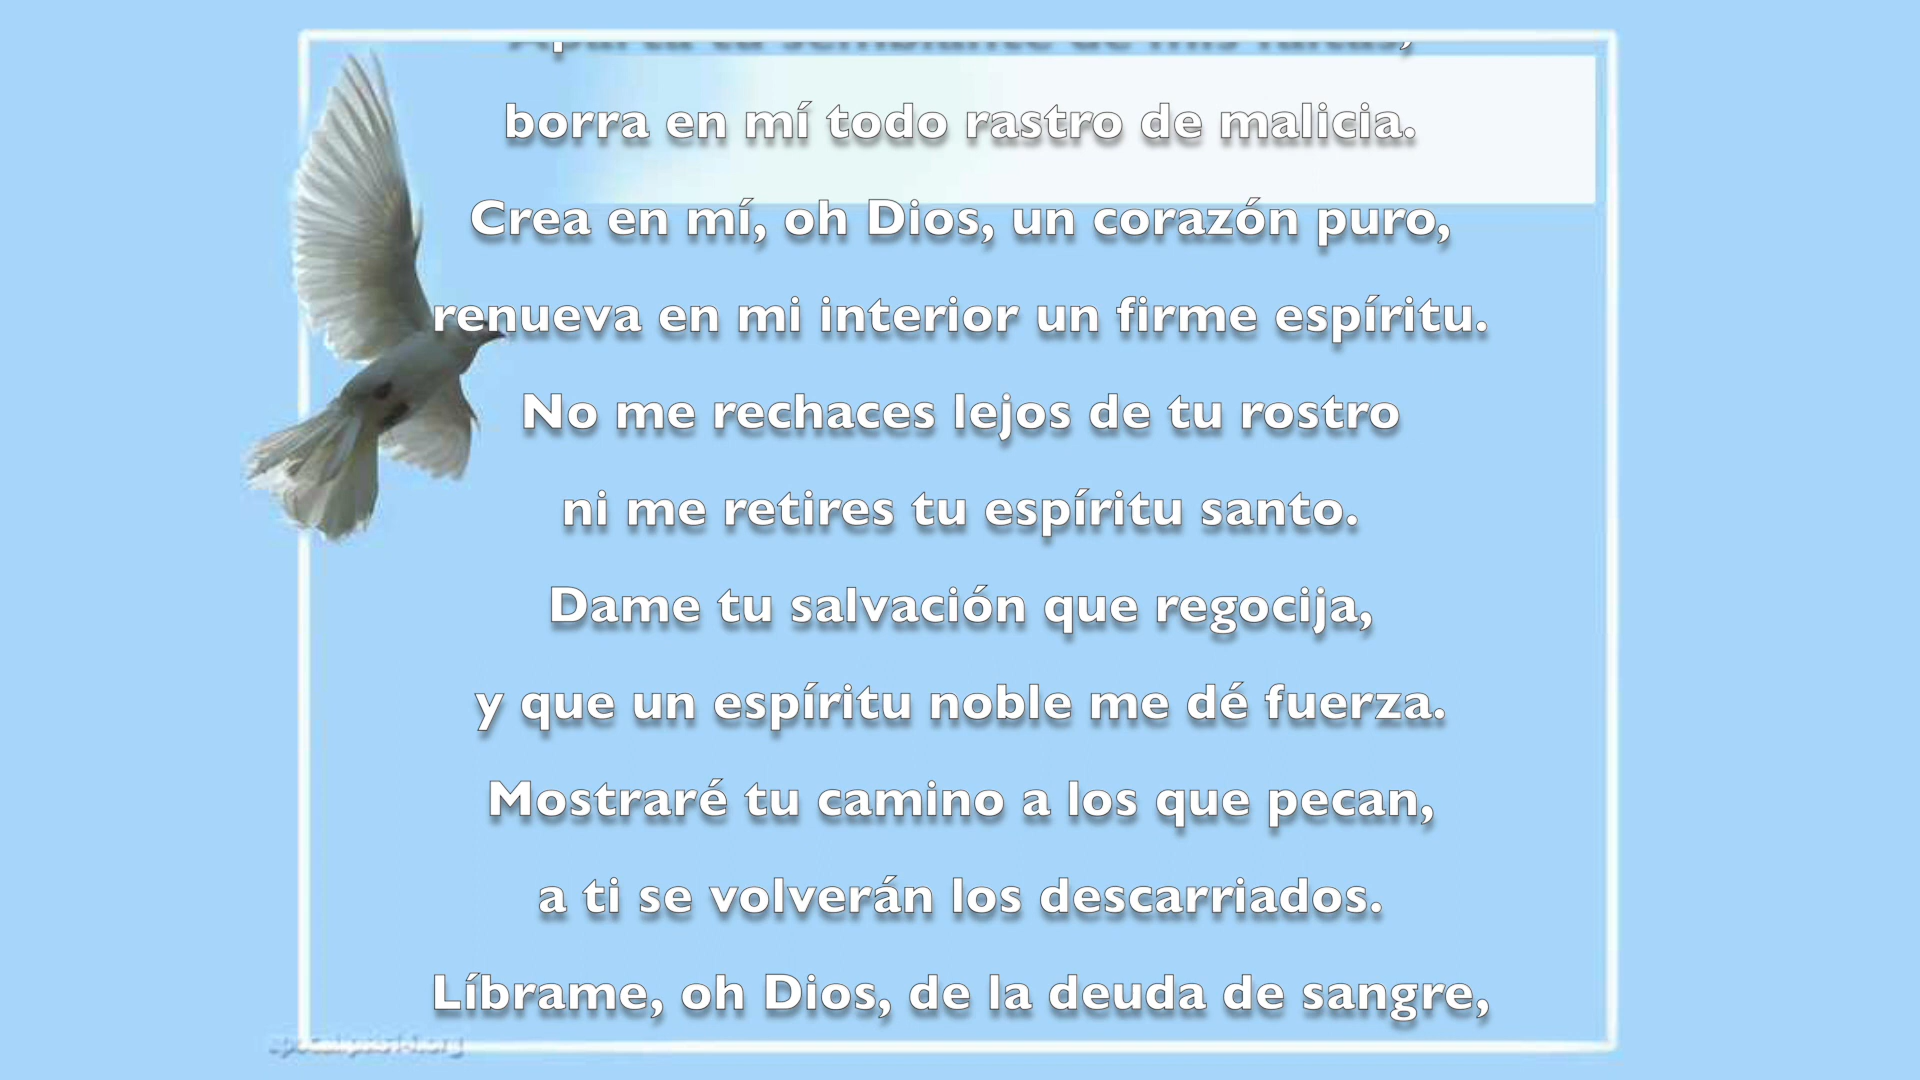 borra en mí todo rastro de malicia.
Crea en mí, oh Dios, un corazón puro,
renueva en mi interior un firme espíritu.
No me rechaces lejos de tu rostro
ni me retires tu espíritu santo.
Dame tu salvación que regocija,
y que un espíritu noble me dé fuerza.
Mostraré tu camino a los que pecan,
a ti se volverán los descarriados.
Líbrame, oh Dios, de la deuda de sangre,